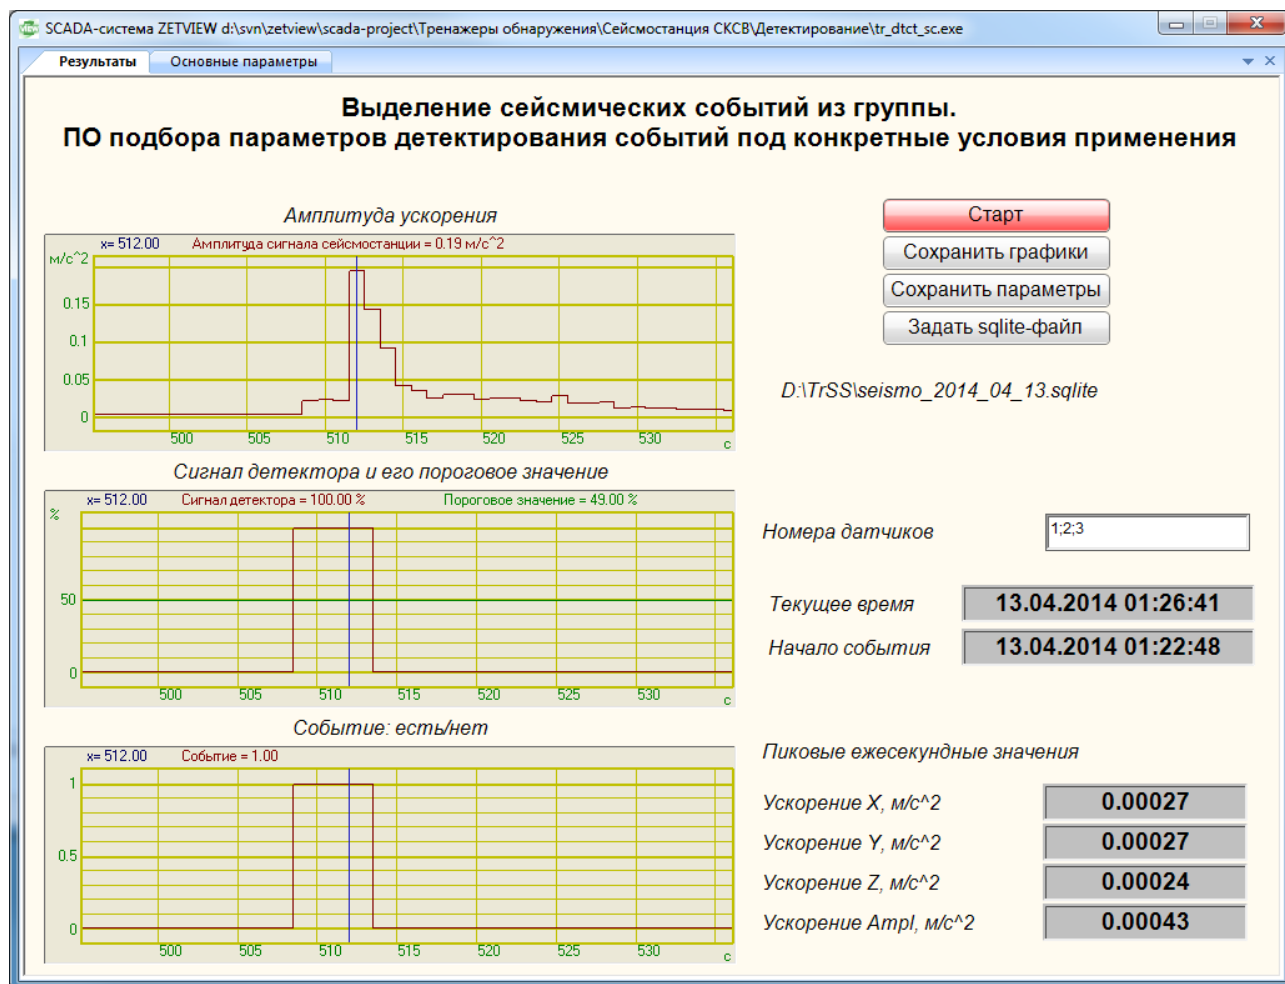 SCADA-система ZETVIEW d:\svn\zetview\scada-project\Тренажеры обнаружения\Сейсмостанция СКСВ\Детектирование\tr_dtct_sc.exe
Результаты Основные параметры
Выделение сейсмических событий из группы.
ПО подбора параметров детектирования событий под конкретные условия применения
Амплитуда ускорения
x= 512.00 Амплитуда сигнала сейсмостанции = 0.19 м/с^2
м/с^2
0.15
0.1
0.05
0
500 505 510 515 520 525 530 с
Старт
Сохранить графики
Сохранить параметры
Задать sqlite-файл
D:\TrSS\seismo_2014_04_13.sqlite
Сигнал детектора и его пороговое значение
x= 512.00 Сигнал детектора = 100.00 % Пороговое значение = 49.00 %
%
50
0
500 505 510 515 520 525 530 с
Номера датчиков 1;2;3
Текущее время 13.04.2014 01:26:41
Начало события 13.04.2014 01:22:48
Событие: есть/нет
x= 512.00 Событие = 1.00
1
0.5
0
500 505 510 515 520 525 530 с
Пиковые ежесекундные значения
Ускорение X, м/с^2 0.00027
Ускорение Y, м/с^2 0.00027
Ускорение Z, м/с^2 0.00024
Ускорение Ampl, м/с^2 0.00043